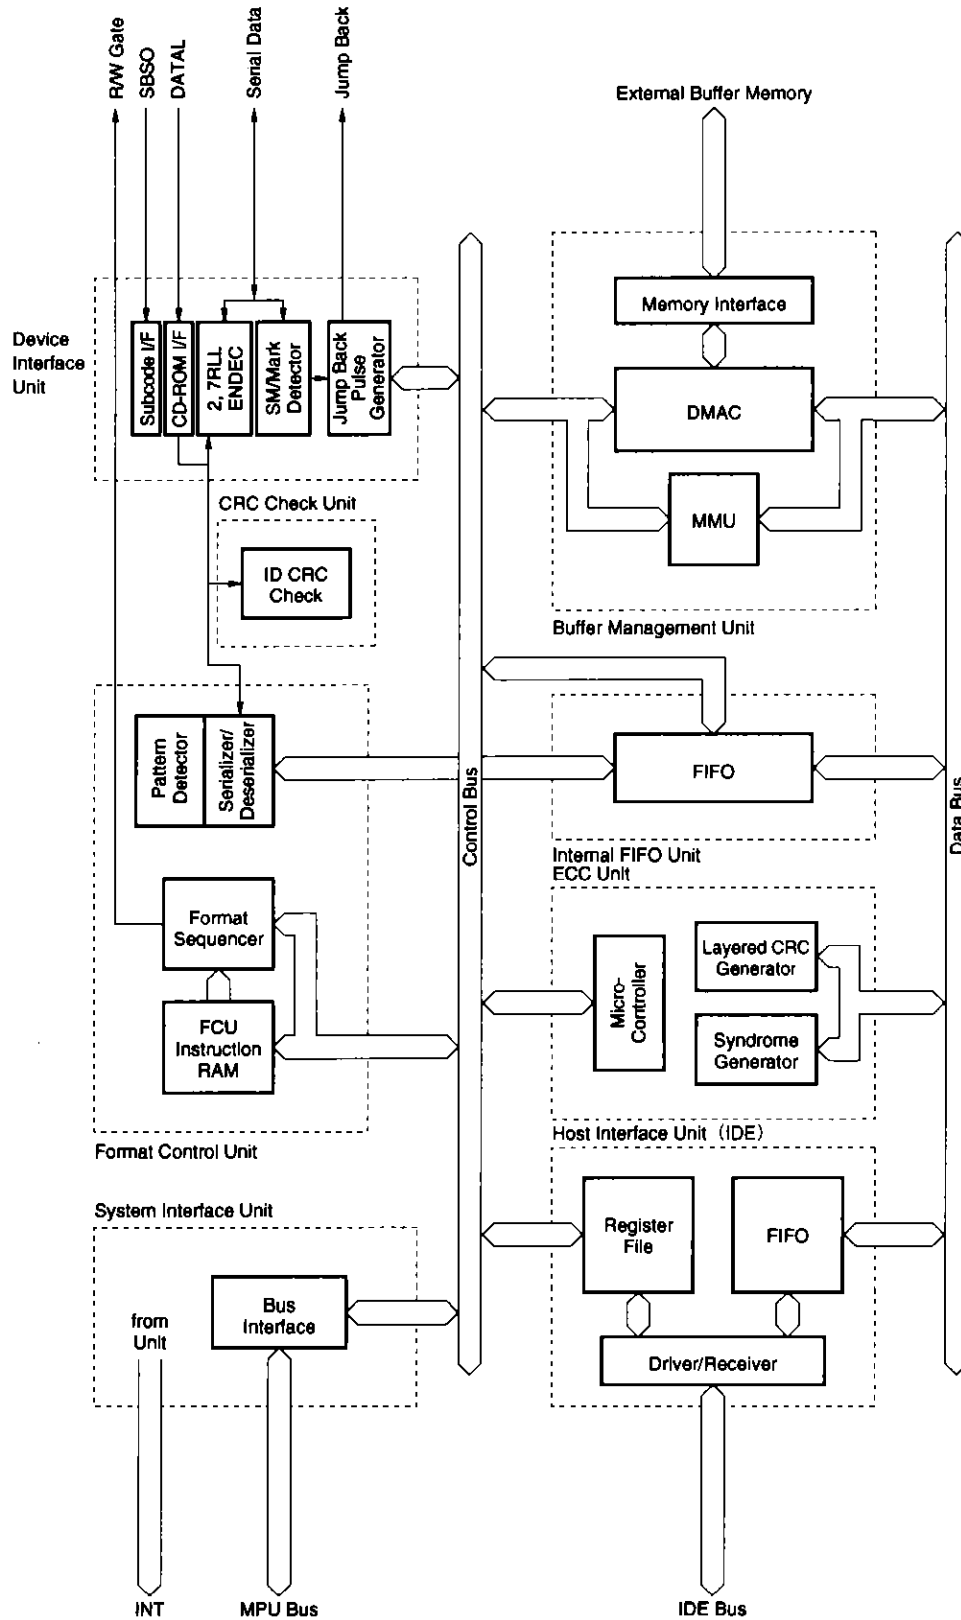 R/W Gate
SBSO
DATAL
Serial Data
Jump Back
External Buffer Memory
Device
Interface
Unit
Subcode I/F
CD-ROM I/F
2, 7RLL
ENDEC
SM/Mark
Detector
Jump Back
Pulse
Generator
Memory Interface
DMAC
MMU
Buffer Management Unit
CRC Check Unit
ID CRC
Check
Pattern
Detector
Serializer/
Deserializer
Control Bus
FIFO
Data Bus
Internal FIFO Unit
ECC Unit
Format
Sequencer
FCU
Instruction
RAM
Format Control Unit
Micro-
Controller
Layered CRC
Generator
Syndrome
Generator
Host Interface Unit (IDE)
System Interface Unit
Register
File
FIFO
from
Unit
Bus
Interface
Driver/Receiver
INT
MPU Bus
IDE Bus